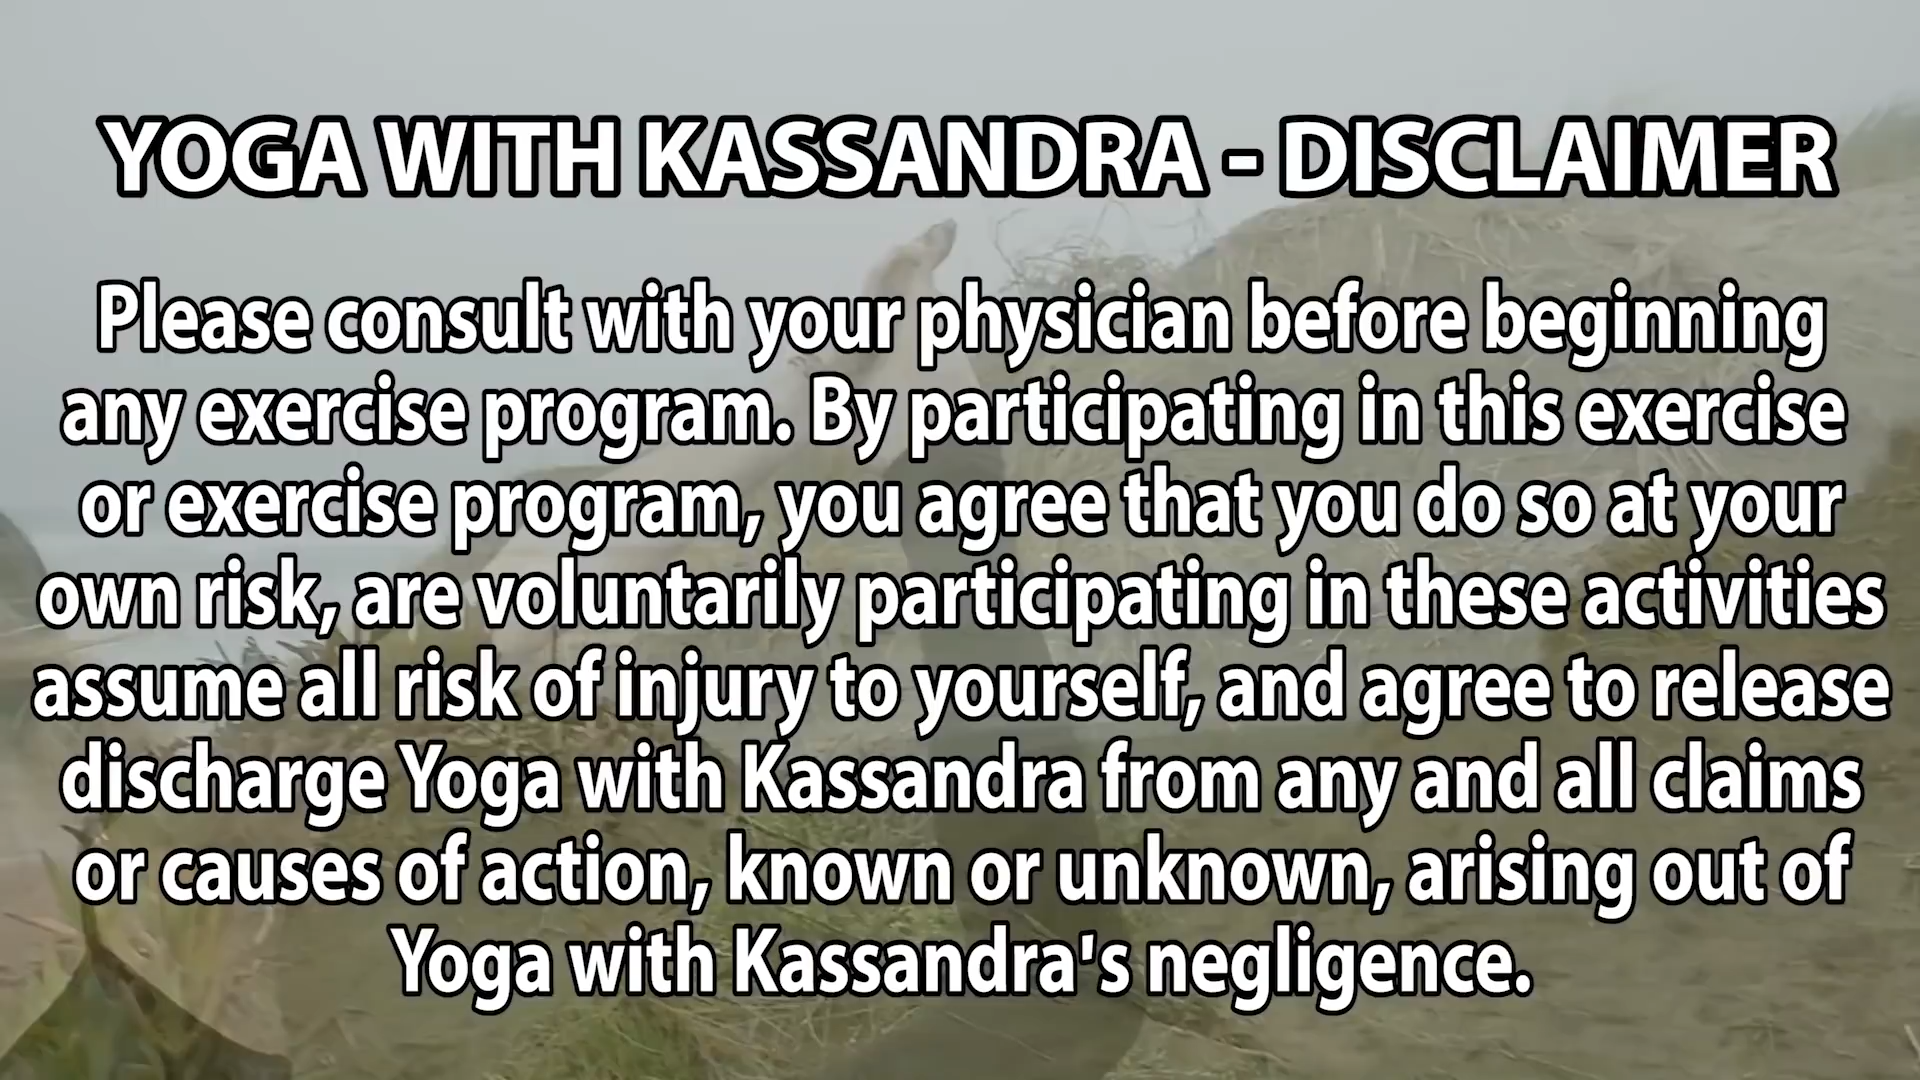 YOGA WITH KASSANDRA - DISCLAIMER
Please consult with your physician before beginning
any exercise program. By participating in this exercise
or exercise program, you agree that you do so at your
own risk, are voluntarily participating in these activities
assume all risk of injury to yourself, and agree to release
discharge Yoga with Kassandra from any and all claims
or causes of action, known or unknown, arising out of
Yoga with Kassandra's negligence.